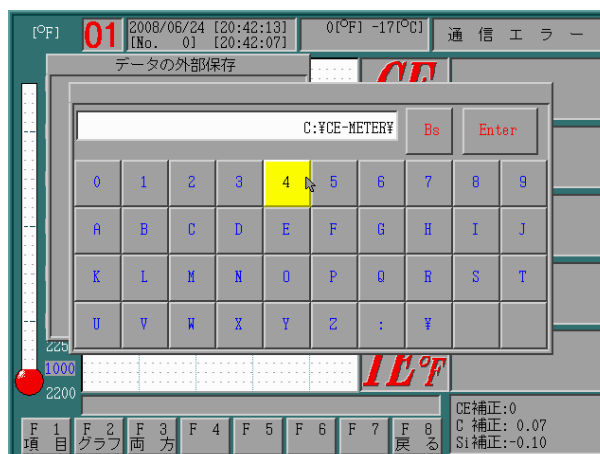 [°F]
01
2008/06/24 [20:42:13]
[No. 0] [20:42:07]
0[°F] -17[°C]
通信エラー
データの外部保存
CE
C:¥CE-METER¥
Bs
Enter
0 1 2 3 4 5 6 7 8 9
A B C D E F G H I J
K L M N O P Q R S T
U V W X Y Z : ¥
1000
2200
IE°F
F 1 F 2 F 3 F 4 F 5 F 6 F 7 F 8
項 目 グラフ 両 方 戻 る
CE補正:0
C 補正: 0.07
Si補正:-0.10